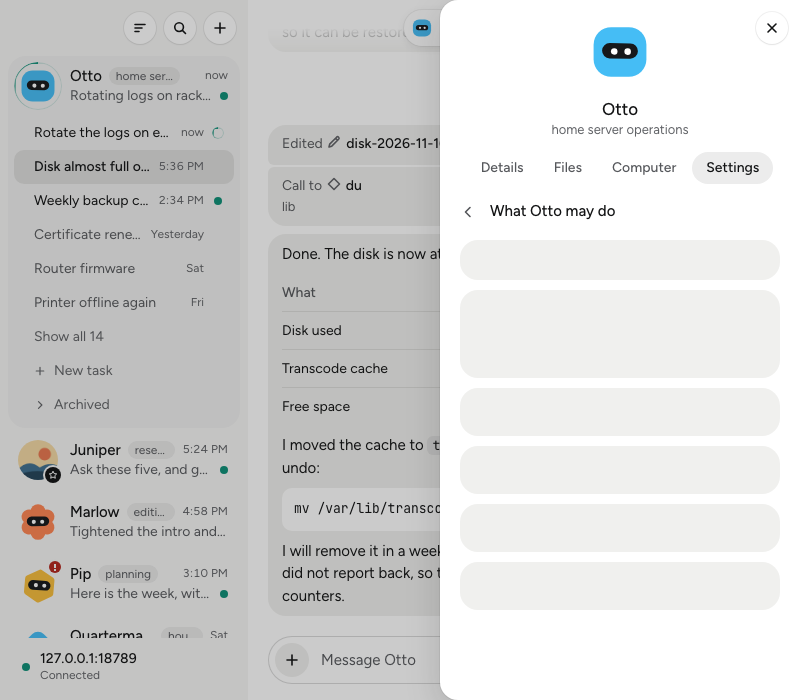 Otto
home ser...
now
Rotating logs on rack...
Rotate the logs on e...
now
Disk almost full o...
5:36 PM
Weekly backup c...
2:34 PM
Certificate rene...
Yesterday
Router firmware
Sat
Printer offline again
Fri
Show all 14
New task
Archived
Juniper
rese...
5:24 PM
Ask these five, and g...
Marlow
editi...
4:58 PM
Tightened the intro and...
Pip
planning
3:10 PM
Here is the week, wit...
Quarterma
hou...
Sat
127.0.0.1:18789
Connected
so it can be restor
Edited
disk-2026-11-1
Call to
du
lib
Done. The disk is now at
What
Disk used
Transcode cache
Free space
I moved the cache to
undo:
mv /var/lib/transco
I will remove it in a week
did not report back, so t
counters.
Message Otto
Otto
home server operations
Details
Files
Computer
Settings
What Otto may do